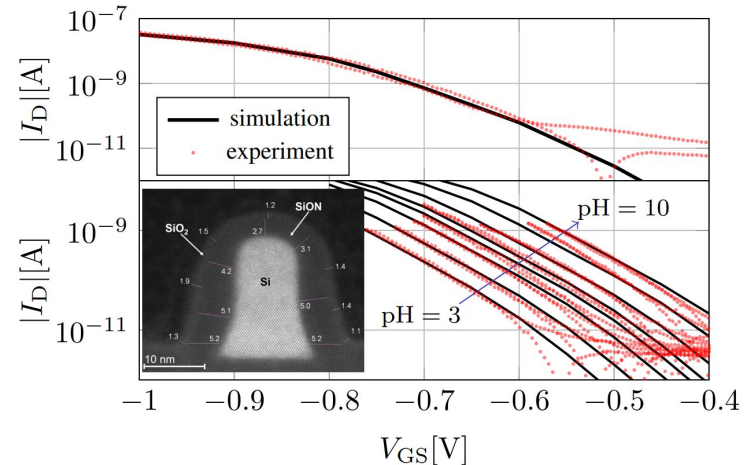 10⁻⁷
10⁻⁹
10⁻¹¹
|I_D|[A]
simulation
experiment
10⁻⁹
10⁻¹¹
|I_D|[A]
pH = 10
pH = 3
1.2
SiON
1.5
SiO₂
2.7
3.1
4.2
1.4
Si
1.9
5.1
5.0
1.4
1.3
5.2
5.2
1.1
10 nm
−1 −0.9 −0.8 −0.7 −0.6 −0.5 −0.4
V_GS[V]